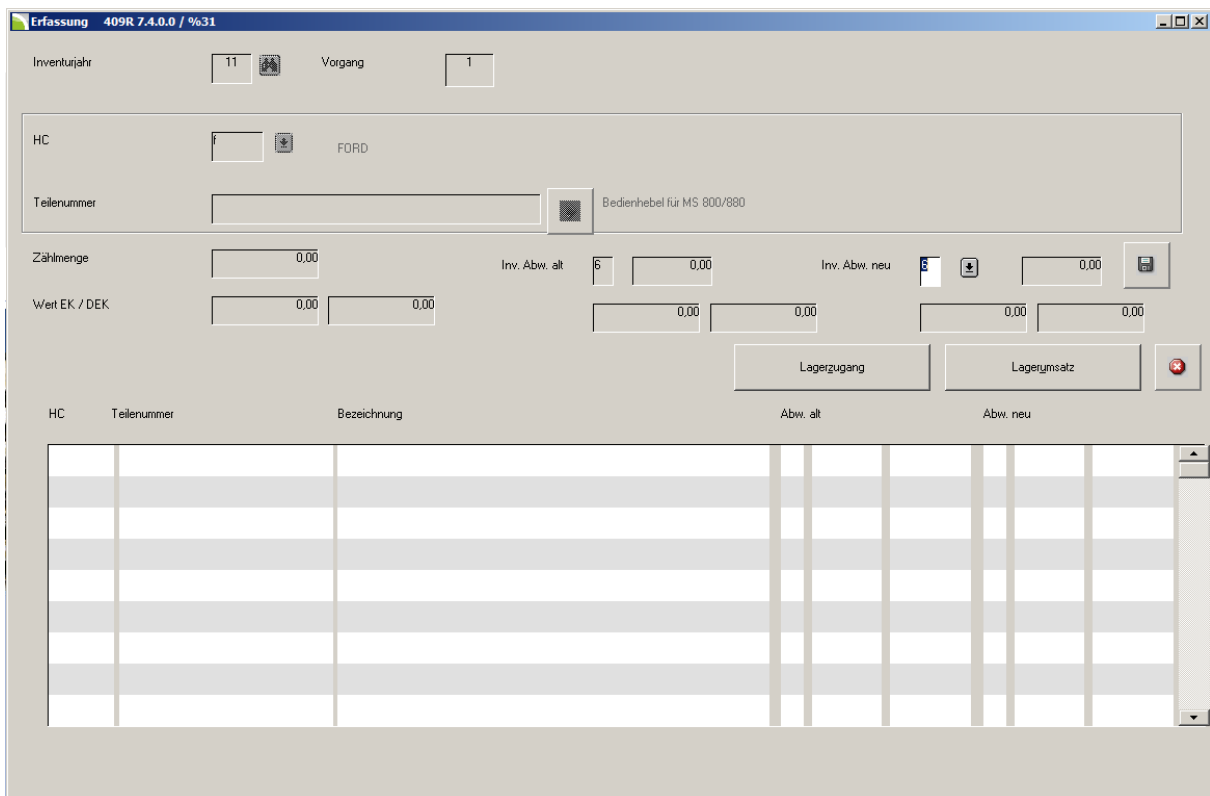 Erfassung 409R 7.4.0.0 / %31
Inventurjahr 11 Vorgang 1
HC f FORD
Teilenummer Bedienhebel für MS 800/880
Zählmenge 0,00 Inv. Abw. alt 6 0,00 Inv. Abw. neu 6 0,00
Wert EK / DEK 0,00 0,00 0,00 0,00 0,00 0,00
Lagerzugang Lagerumsatz
HC Teilenummer Bezeichnung Abw. alt Abw. neu